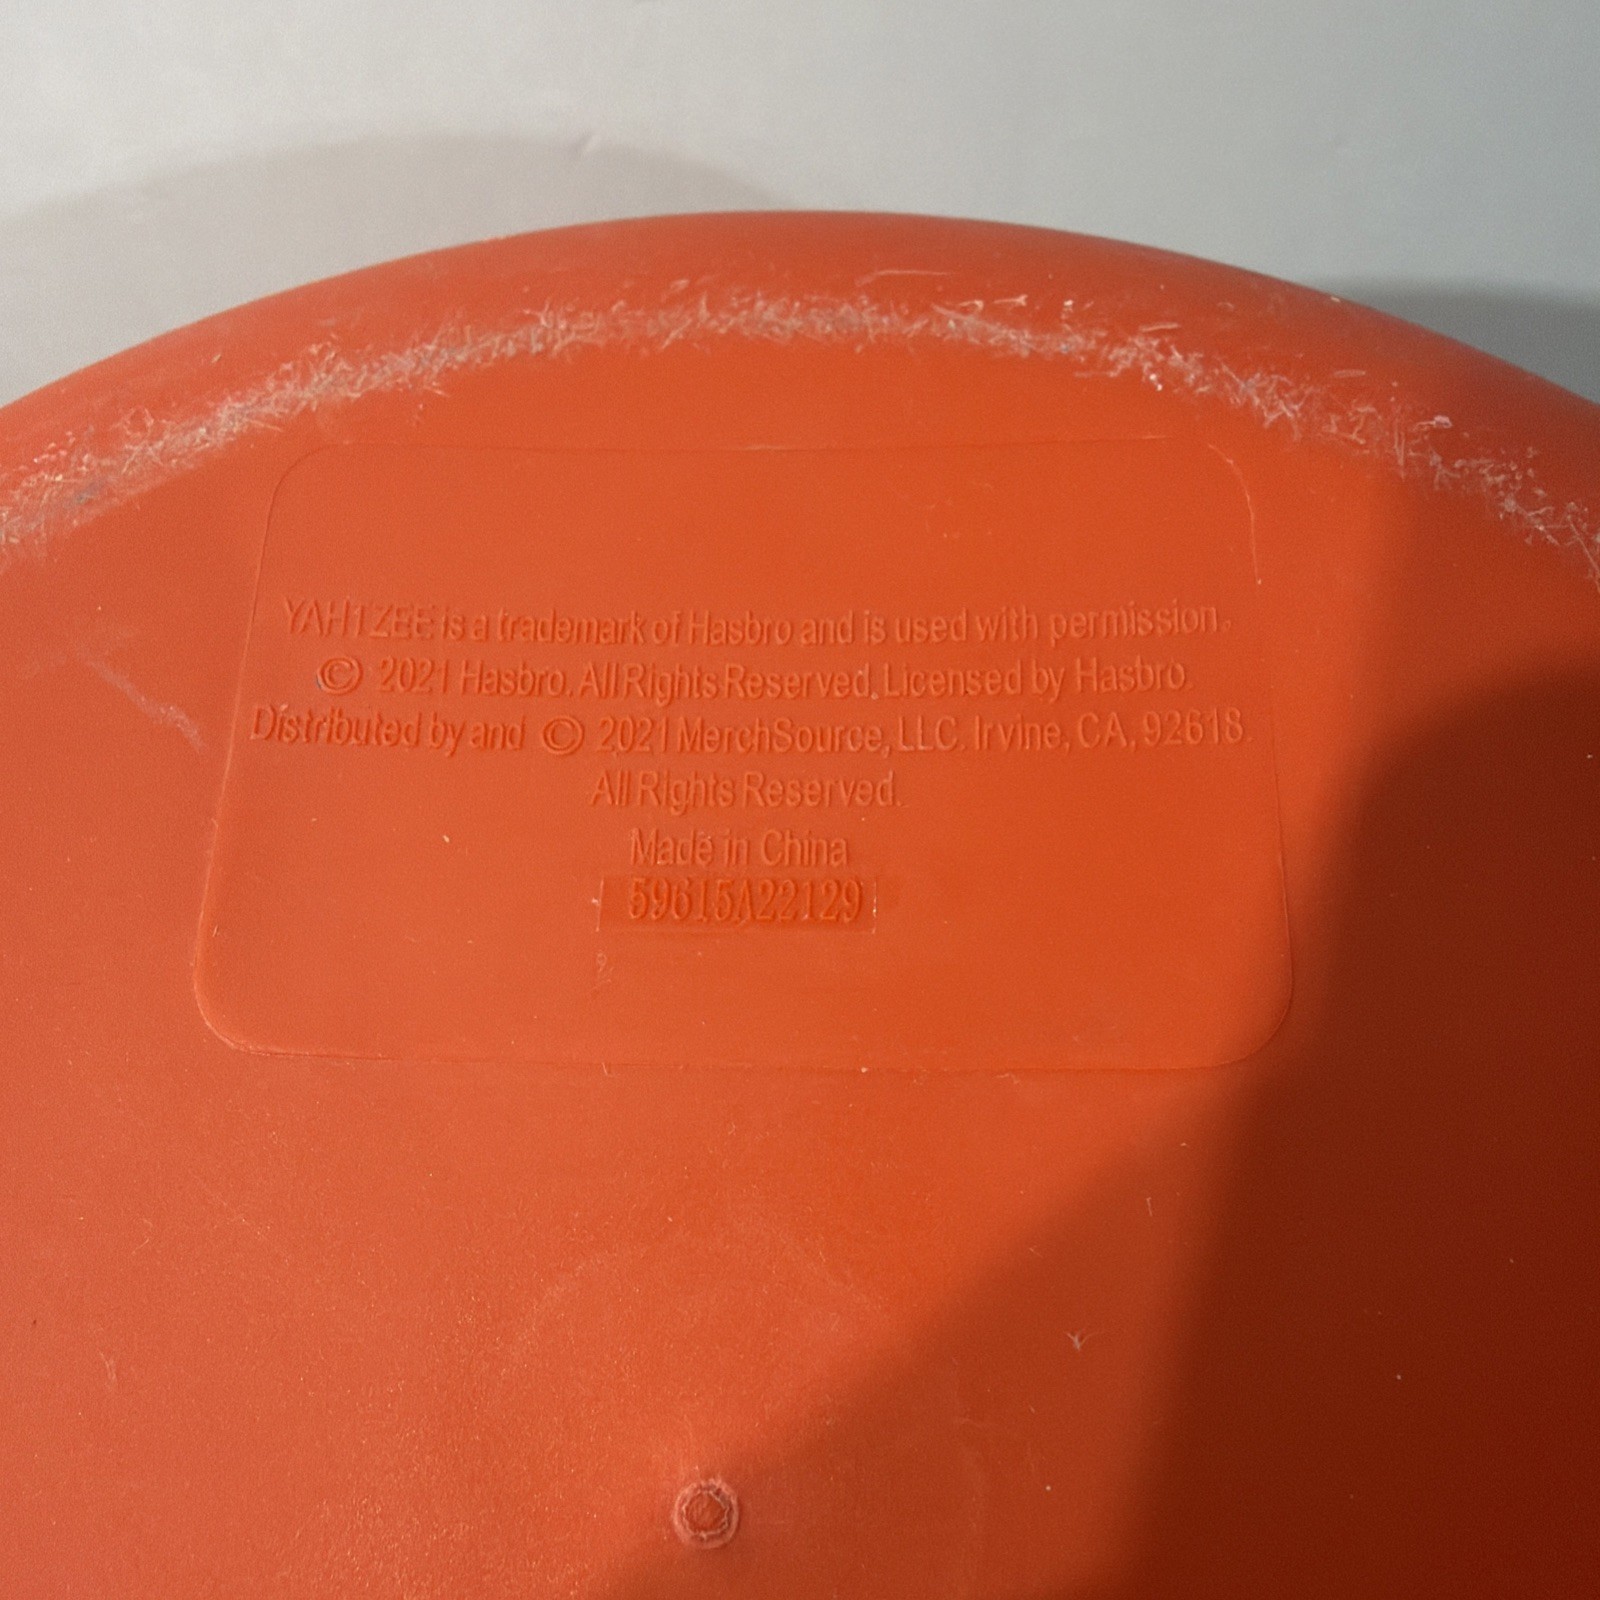 YAHTZEE is a trademark of Hasbro and is used with permission.
© 2021 Hasbro. All Rights Reserved. Licensed by Hasbro.
Distributed by and © 2021 MerchSource, LLC. Irvine, CA, 92618.
All Rights Reserved.
Made in China
59615A22129
2